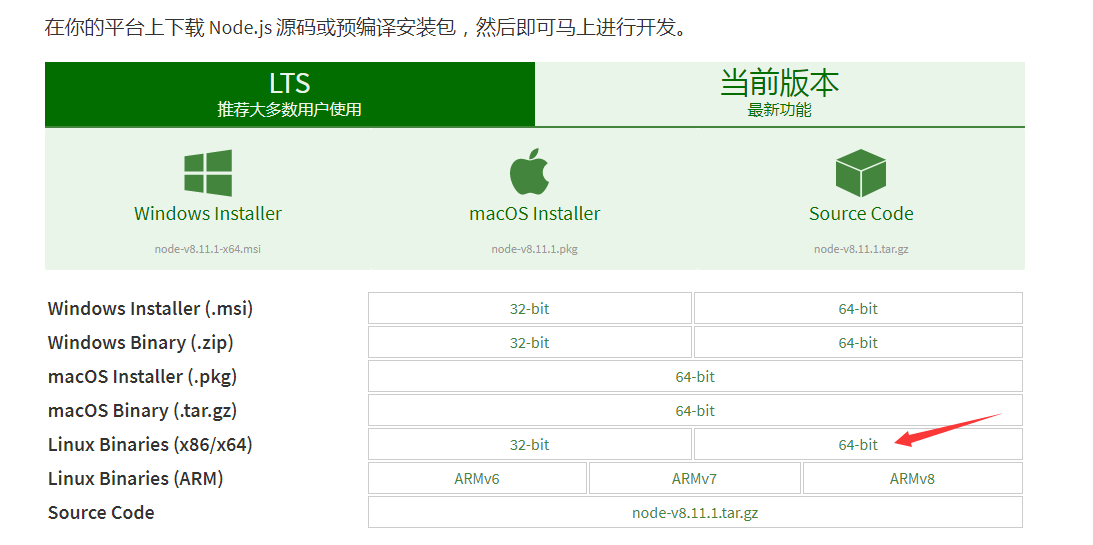 在你的平台上下载 Node.js 源码或预编译安装包，然后即可马上进行开发。
LTS
推荐大多数用户使用
当前版本
最新功能
Windows Installer
node-v8.11.1-x64.msi
macOS Installer
node-v8.11.1.pkg
Source Code
node-v8.11.1.tar.gz
Windows Installer (.msi) 32-bit 64-bit
Windows Binary (.zip) 32-bit 64-bit
macOS Installer (.pkg) 64-bit
macOS Binary (.tar.gz) 64-bit
Linux Binaries (x86/x64) 32-bit 64-bit
Linux Binaries (ARM) ARMv6 ARMv7 ARMv8
Source Code node-v8.11.1.tar.gz